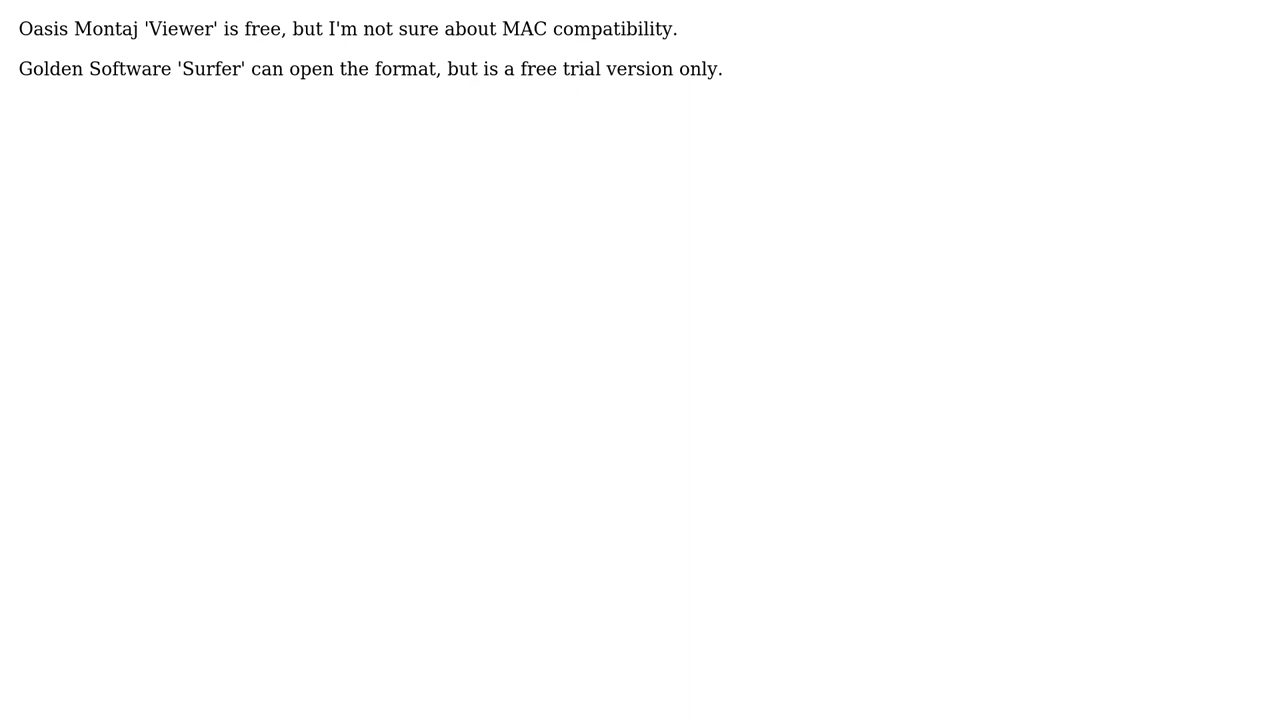 Oasis Montaj 'Viewer' is free, but I'm not sure about MAC compatibility.
Golden Software 'Surfer' can open the format, but is a free trial version only.